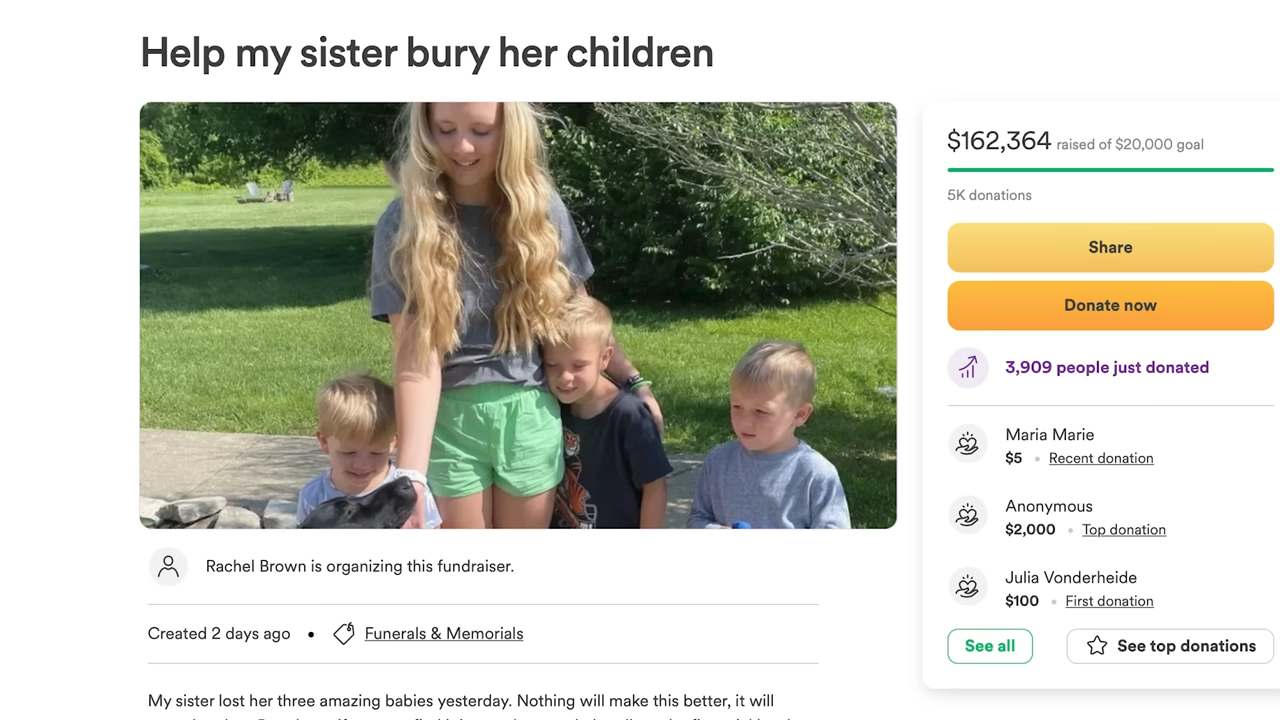 Help my sister bury her children
$162,364 raised of $20,000 goal
5K donations
Share
Donate now
3,909 people just donated
Maria Marie
$5 • Recent donation
Anonymous
$2,000 • Top donation
Julia Vonderheide
$100 • First donation
See all
See top donations
Rachel Brown is organizing this fundraiser.
Created 2 days ago • Funerals & Memorials
My sister lost her three amazing babies yesterday. Nothing will make this better, it will